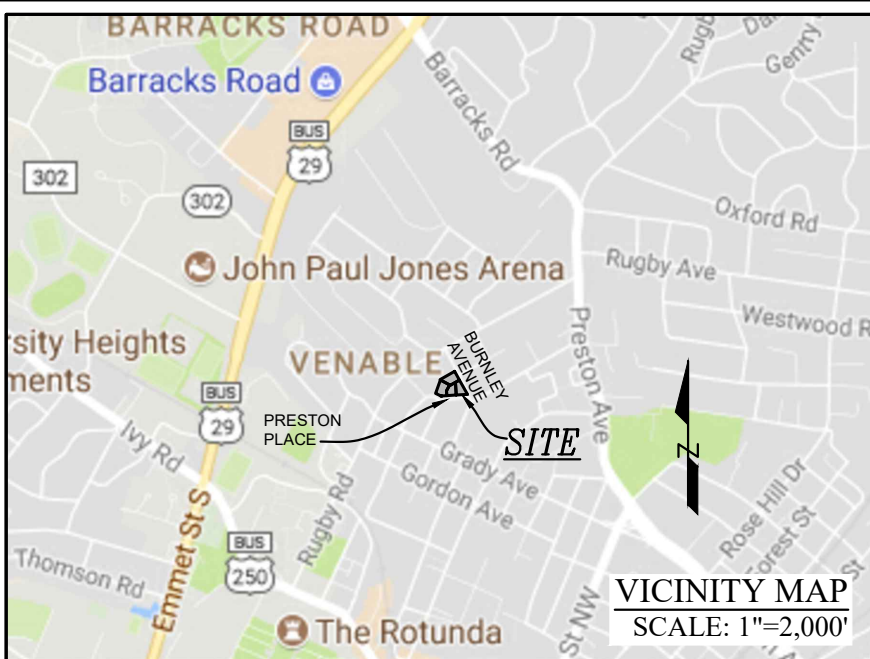 BARRACKS ROAD
Barracks Road
BUS
29
302
302
Barracks Rd
Rugby
Gentry
Oxford Rd
Rugby Ave
Westwood R
John Paul Jones Arena
Preston Ave
rsity Heights
ments
VENABLE
BURNLEY
AVENUE
BUS
29
PRESTON
PLACE
SITE
Z
Ivy Rd
Grady Ave
Gordon Ave
Rugby Rd
Rose Hill Dr
Forest St
St
Emmet St S
BUS
250
Thomson Rd
The Rotunda
St NW
VICINITY MAP
SCALE: 1"=2,000'